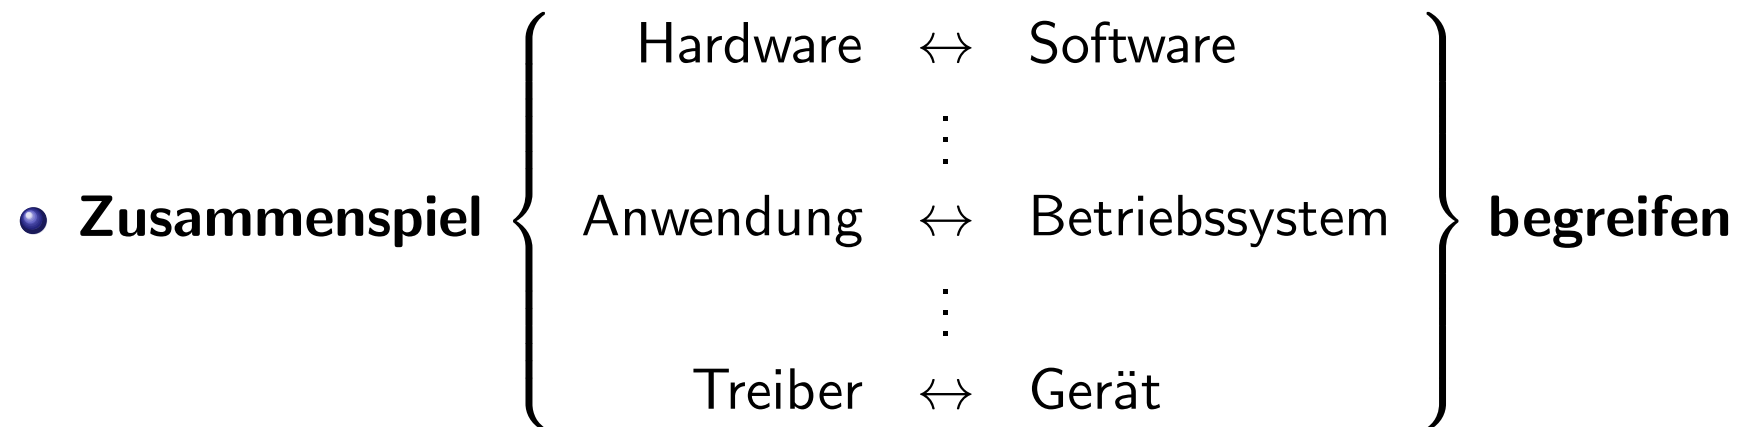 Hardware ↔ Software
⋮
• Zusammenspiel { Anwendung ↔ Betriebssystem } begreifen
⋮
Treiber ↔ Gerät